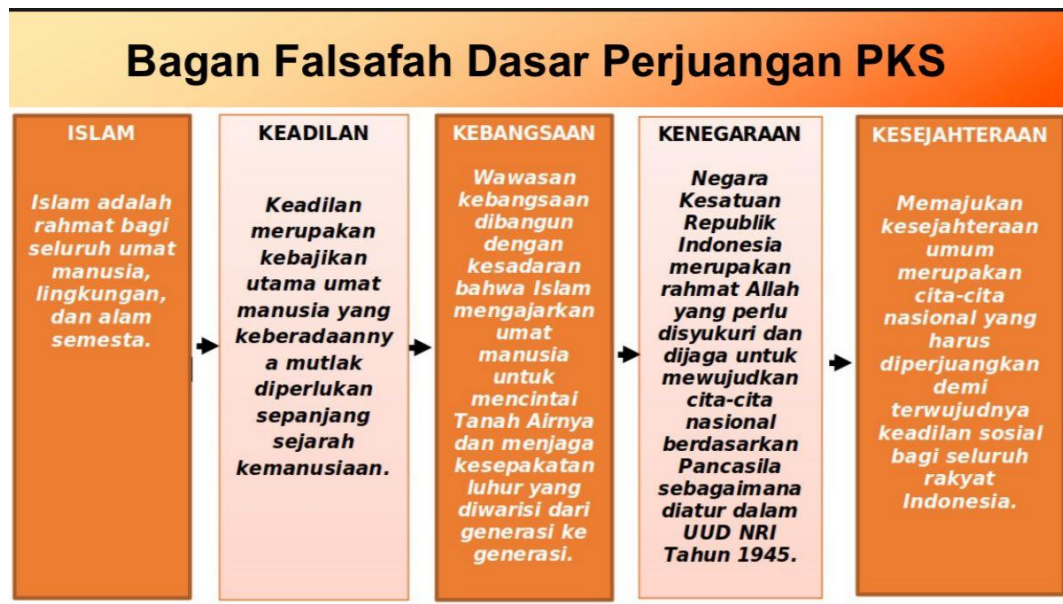 Bagan Falsafah Dasar Perjuangan PKS
ISLAM
Islam adalah
rahmat bagi
seluruh umat
manusia,
lingkungan,
dan alam
semesta.
KEADILAN
Keadilan
merupakan
kebajikan
utama umat
manusia yang
keberadaanny
a mutlak
diperlukan
sepanjang
sejarah
kemanusiaan.
KEBANGSAAN
Wawasan
kebangsaan
dibangun
dengan
kesadaran
bahwa Islam
mengajarkan
umat
manusia
untuk
mencintai
Tanah Airnya
dan menjaga
kesepakatan
luhur yang
diwarisi dari
generasi ke
generasi.
KENEGARAAN
Negara
Kesatuan
Republik
Indonesia
merupakan
rahmat Allah
yang perlu
disyukuri dan
dijaga untuk
mewujudkan
cita-cita
nasional
berdasarkan
Pancasila
sebagaimana
diatur dalam
UUD NRI
Tahun 1945.
KESEJAHTERAAN
Memajukan
kesejahteraan
umum
merupakan
cita-cita
nasional yang
harus
diperjuangkan
demi
terwujudnya
keadilan sosial
bagi seluruh
rakyat
Indonesia.